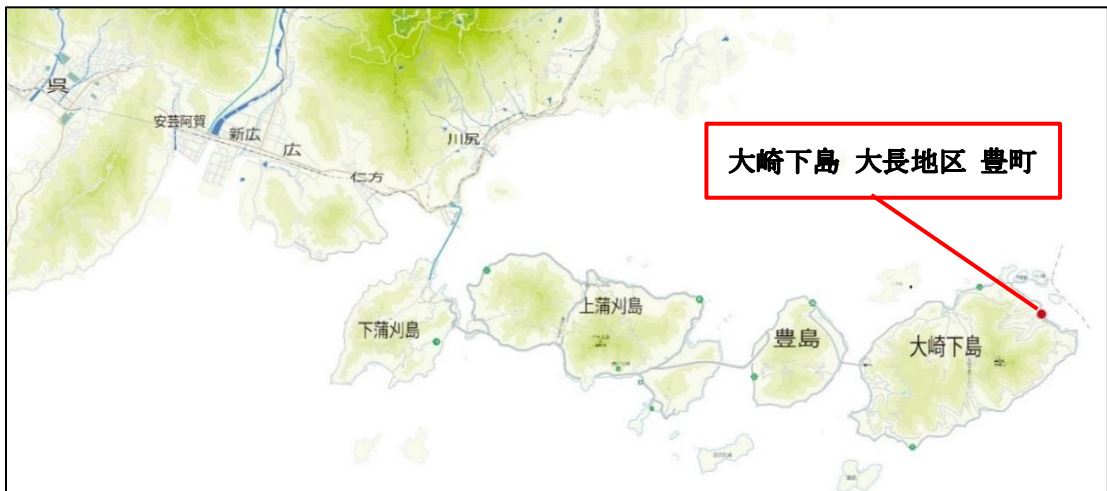 呉
安芸阿賀
新広
広
仁方
川尻
大崎下島 大長地区 豊町
下蒲刈島
上蒲刈島
豊島
大崎下島